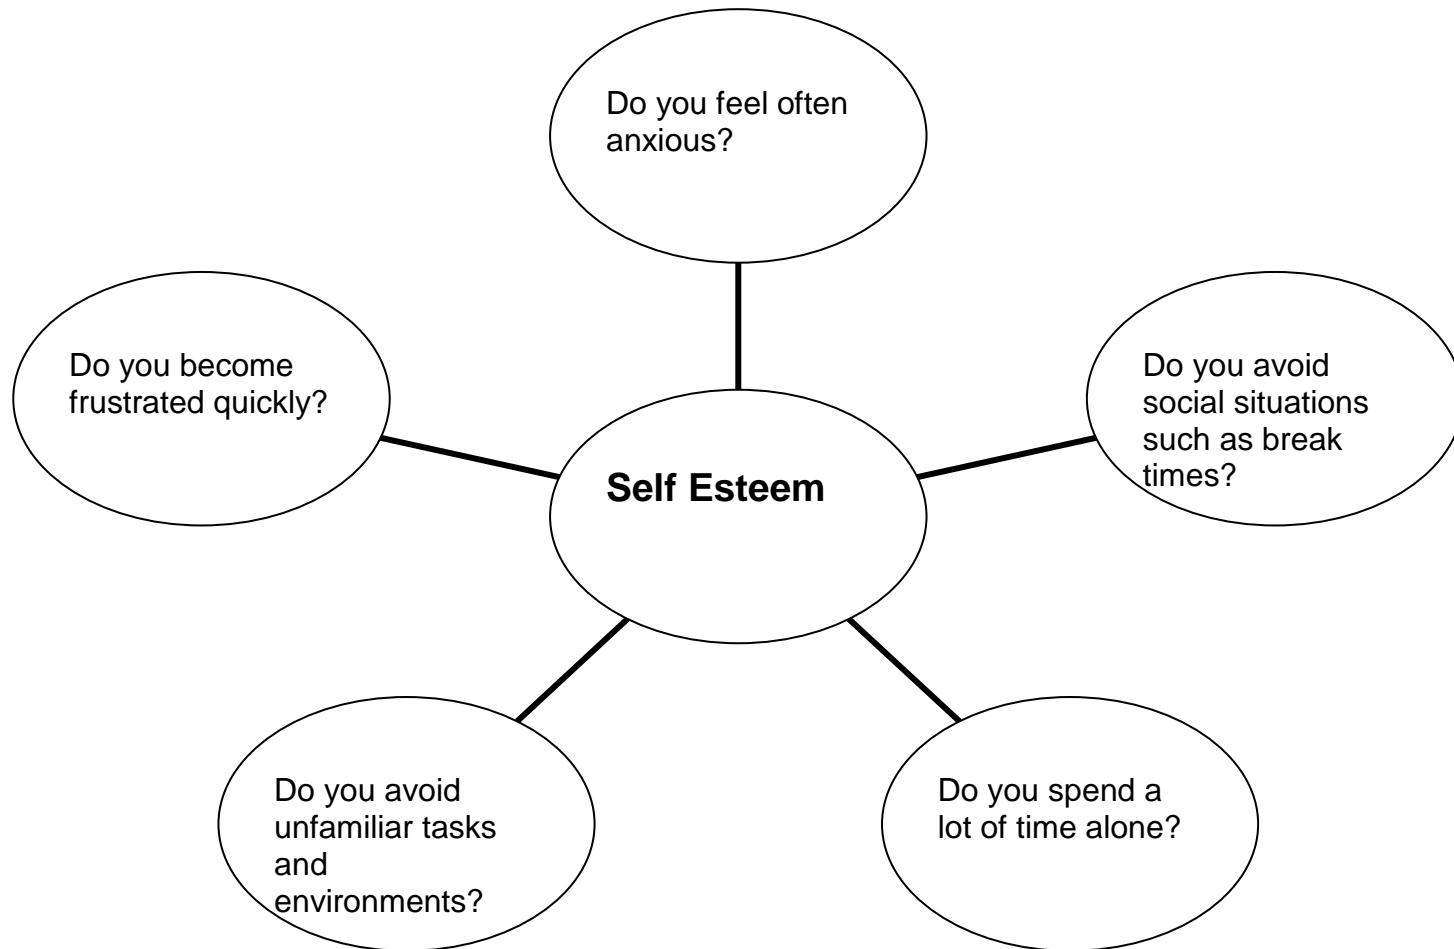 Do you feel often
anxious?
Do you become
frustrated quickly?
Do you avoid
social situations
such as break
times?
Self Esteem
Do you avoid
unfamiliar tasks
and
environments?
Do you spend a
lot of time alone?